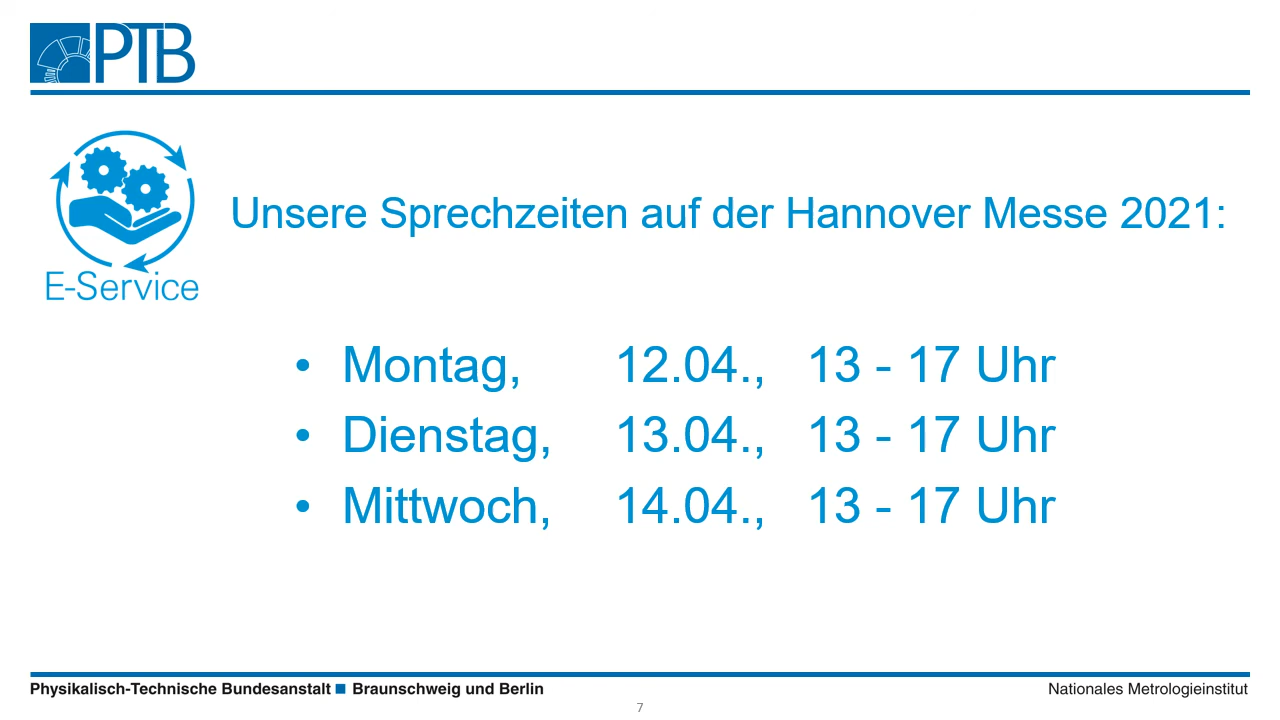 PTB
Unsere Sprechzeiten auf der Hannover Messe 2021:
E-Service
• Montag, 12.04., 13 - 17 Uhr
• Dienstag, 13.04., 13 - 17 Uhr
• Mittwoch, 14.04., 13 - 17 Uhr
Physikalisch-Technische Bundesanstalt ■ Braunschweig und Berlin
Nationales Metrologieinstitut
7